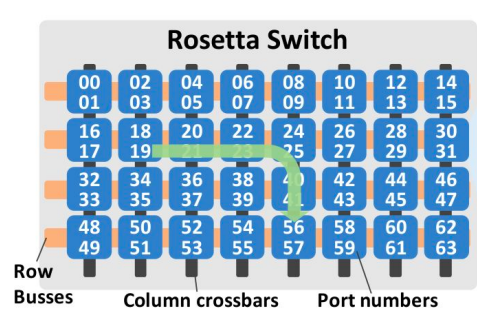 Rosetta Switch
00 02 04 06 08 10 12 14
01 03 05 07 09 11 13 15
16 18 20 22 24 26 28 30
17 19 21 23 25 27 29 31
32 34 36 38 40 42 44 46
33 35 37 39 41 43 45 47
48 50 52 54 56 58 60 62
49 51 53 55 57 59 61 63
Row
Busses
Column crossbars
Port numbers